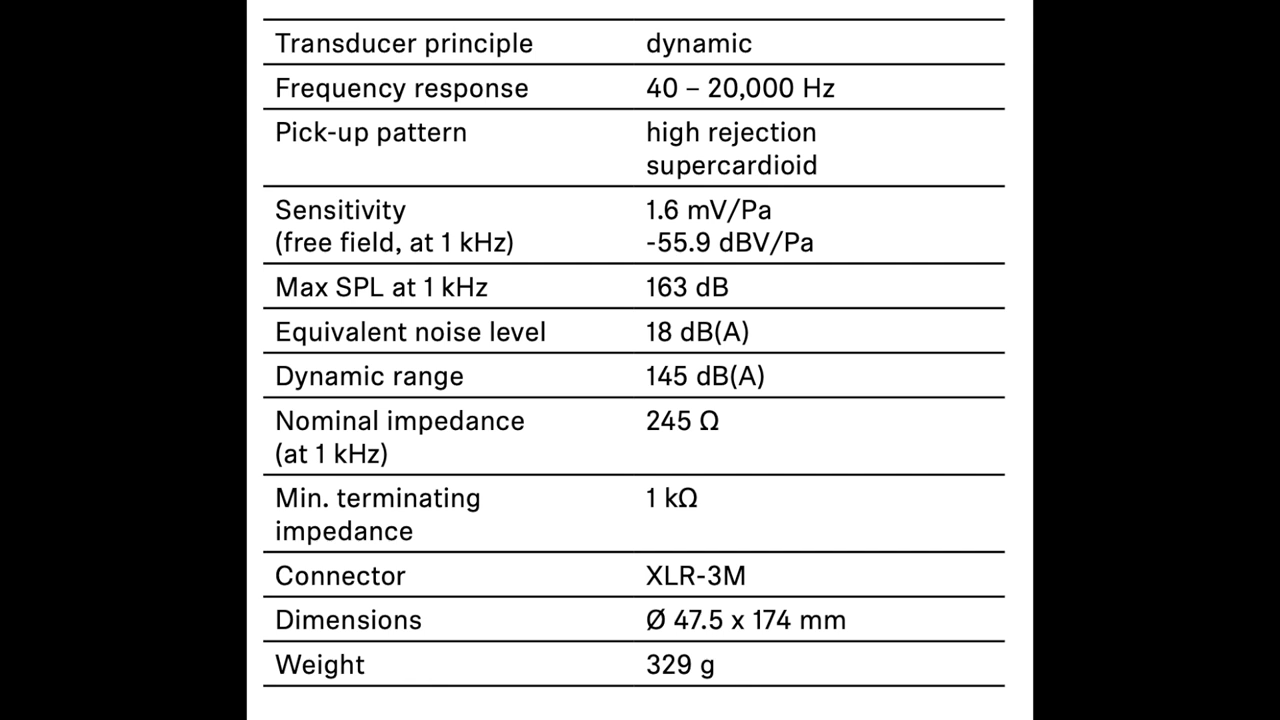 Transducer principle dynamic
Frequency response 40 – 20,000 Hz
Pick-up pattern high rejection
supercardioid
Sensitivity 1.6 mV/Pa
(free field, at 1 kHz) -55.9 dBV/Pa
Max SPL at 1 kHz 163 dB
Equivalent noise level 18 dB(A)
Dynamic range 145 dB(A)
Nominal impedance 245 Ω
(at 1 kHz)
Min. terminating 1 kΩ
impedance
Connector XLR-3M
Dimensions Ø 47.5 x 174 mm
Weight 329 g